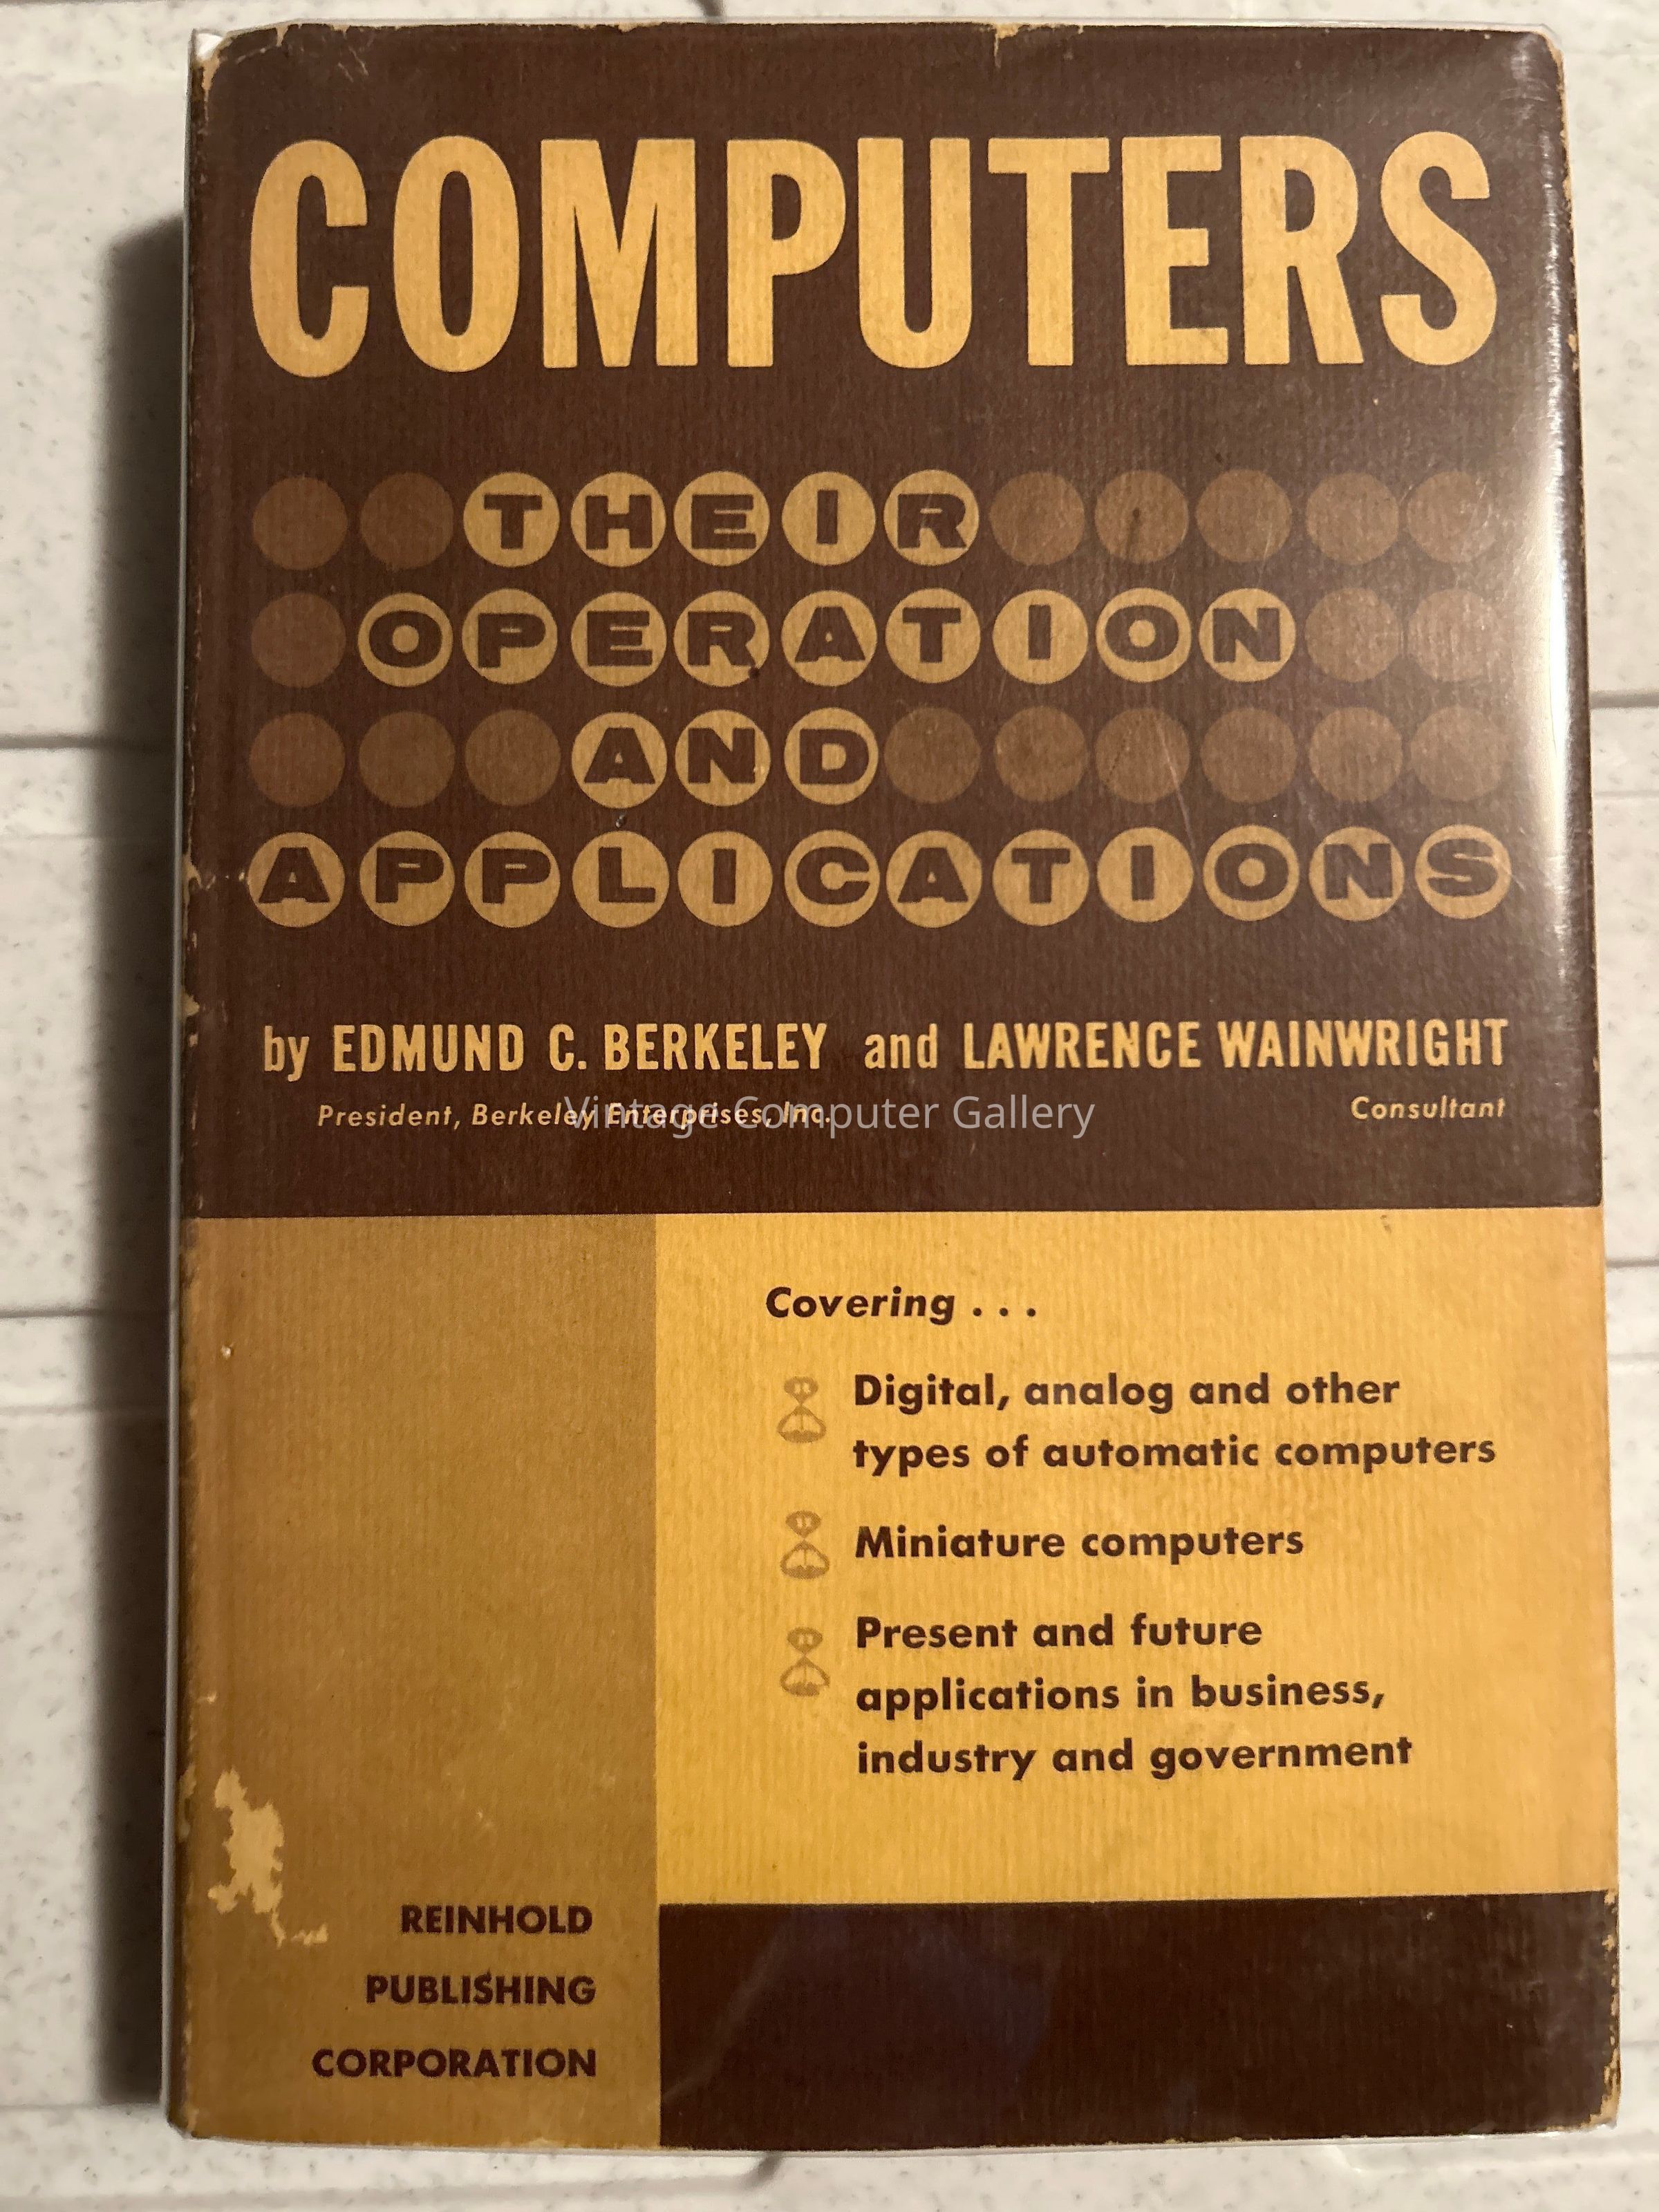 COMPUTERS
THEIR
OPERATION
AND
APPLICATIONS
by EDMUND C. BERKELEY and LAWRENCE WAINWRIGHT
President, Berkeley Enterprises, Inc. Consultant
Vintage Computer Gallery
Covering . . .
Digital, analog and other
types of automatic computers
Miniature computers
Present and future
applications in business,
industry and government
REINHOLD
PUBLISHING
CORPORATION